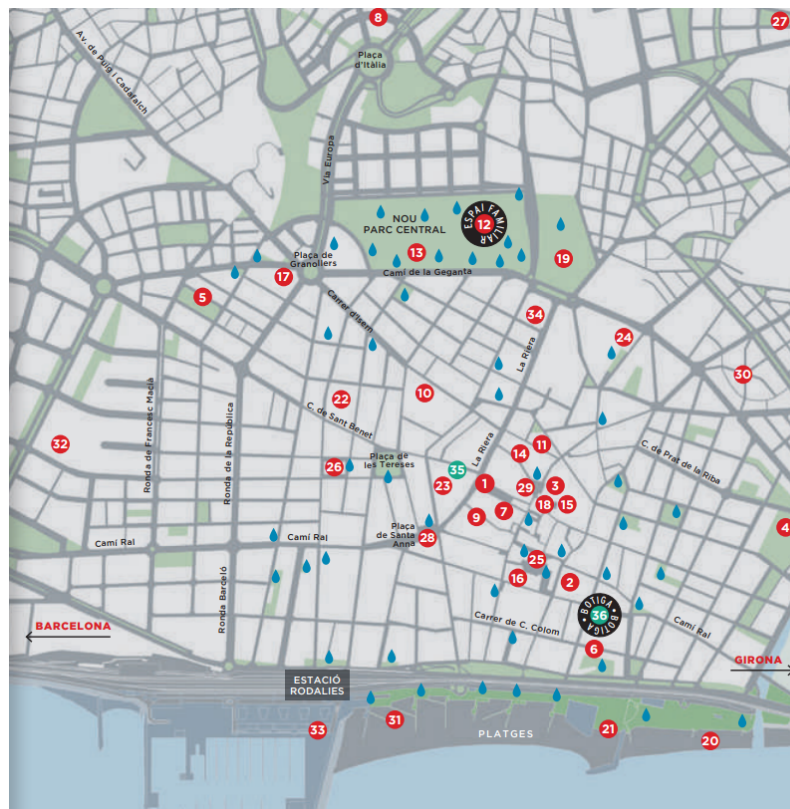 8
27
Av. de Puig i Cadafalch
Plaça
d'Itàlia
Via Europa
NOU
PARC CENTRAL
ESPAI FAMILIAR
12
13
19
Plaça de
Granollers
Camí de la Geganta
17
5
Carrer d'Isern
34
La Riera
24
30
22
10
C. de Sant Benet
Ronda de Francesc Macià
Ronda de la República
32
11
14
La Riera
C. de Prat de la Riba
26
Plaça de
les Tereses
35
23
1
29
3
18
15
7
9
4
Camí Ral
Camí Ral
Plaça
de Santa
Anna
28
25
16
2
Ronda Barceló
BOTIGA · BOTIGA ·
36
Carrer de C. Colom
Camí Ral
BARCELONA
6
GIRONA
ESTACIÓ
RODALIES
31
33
PLATGES
21
20